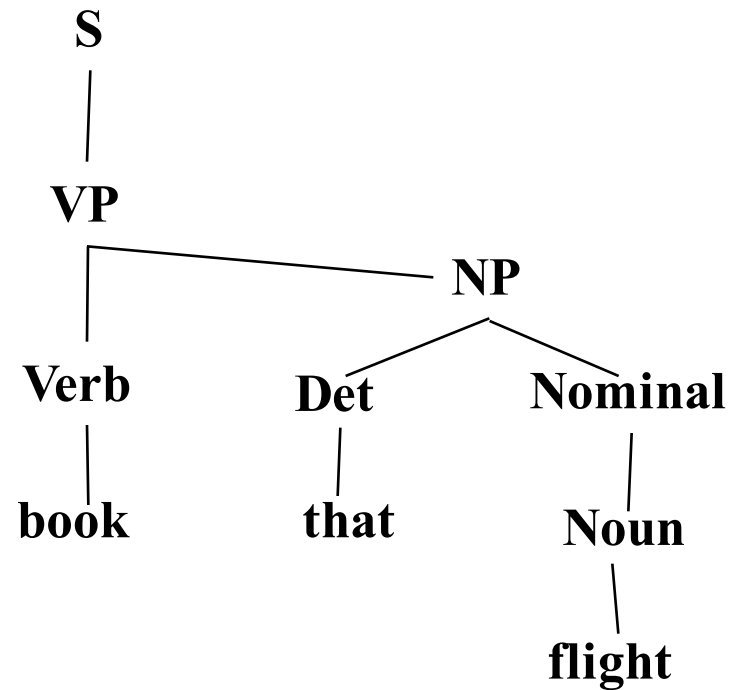 S
VP
NP
Verb
Det
Nominal
book
that
Noun
flight